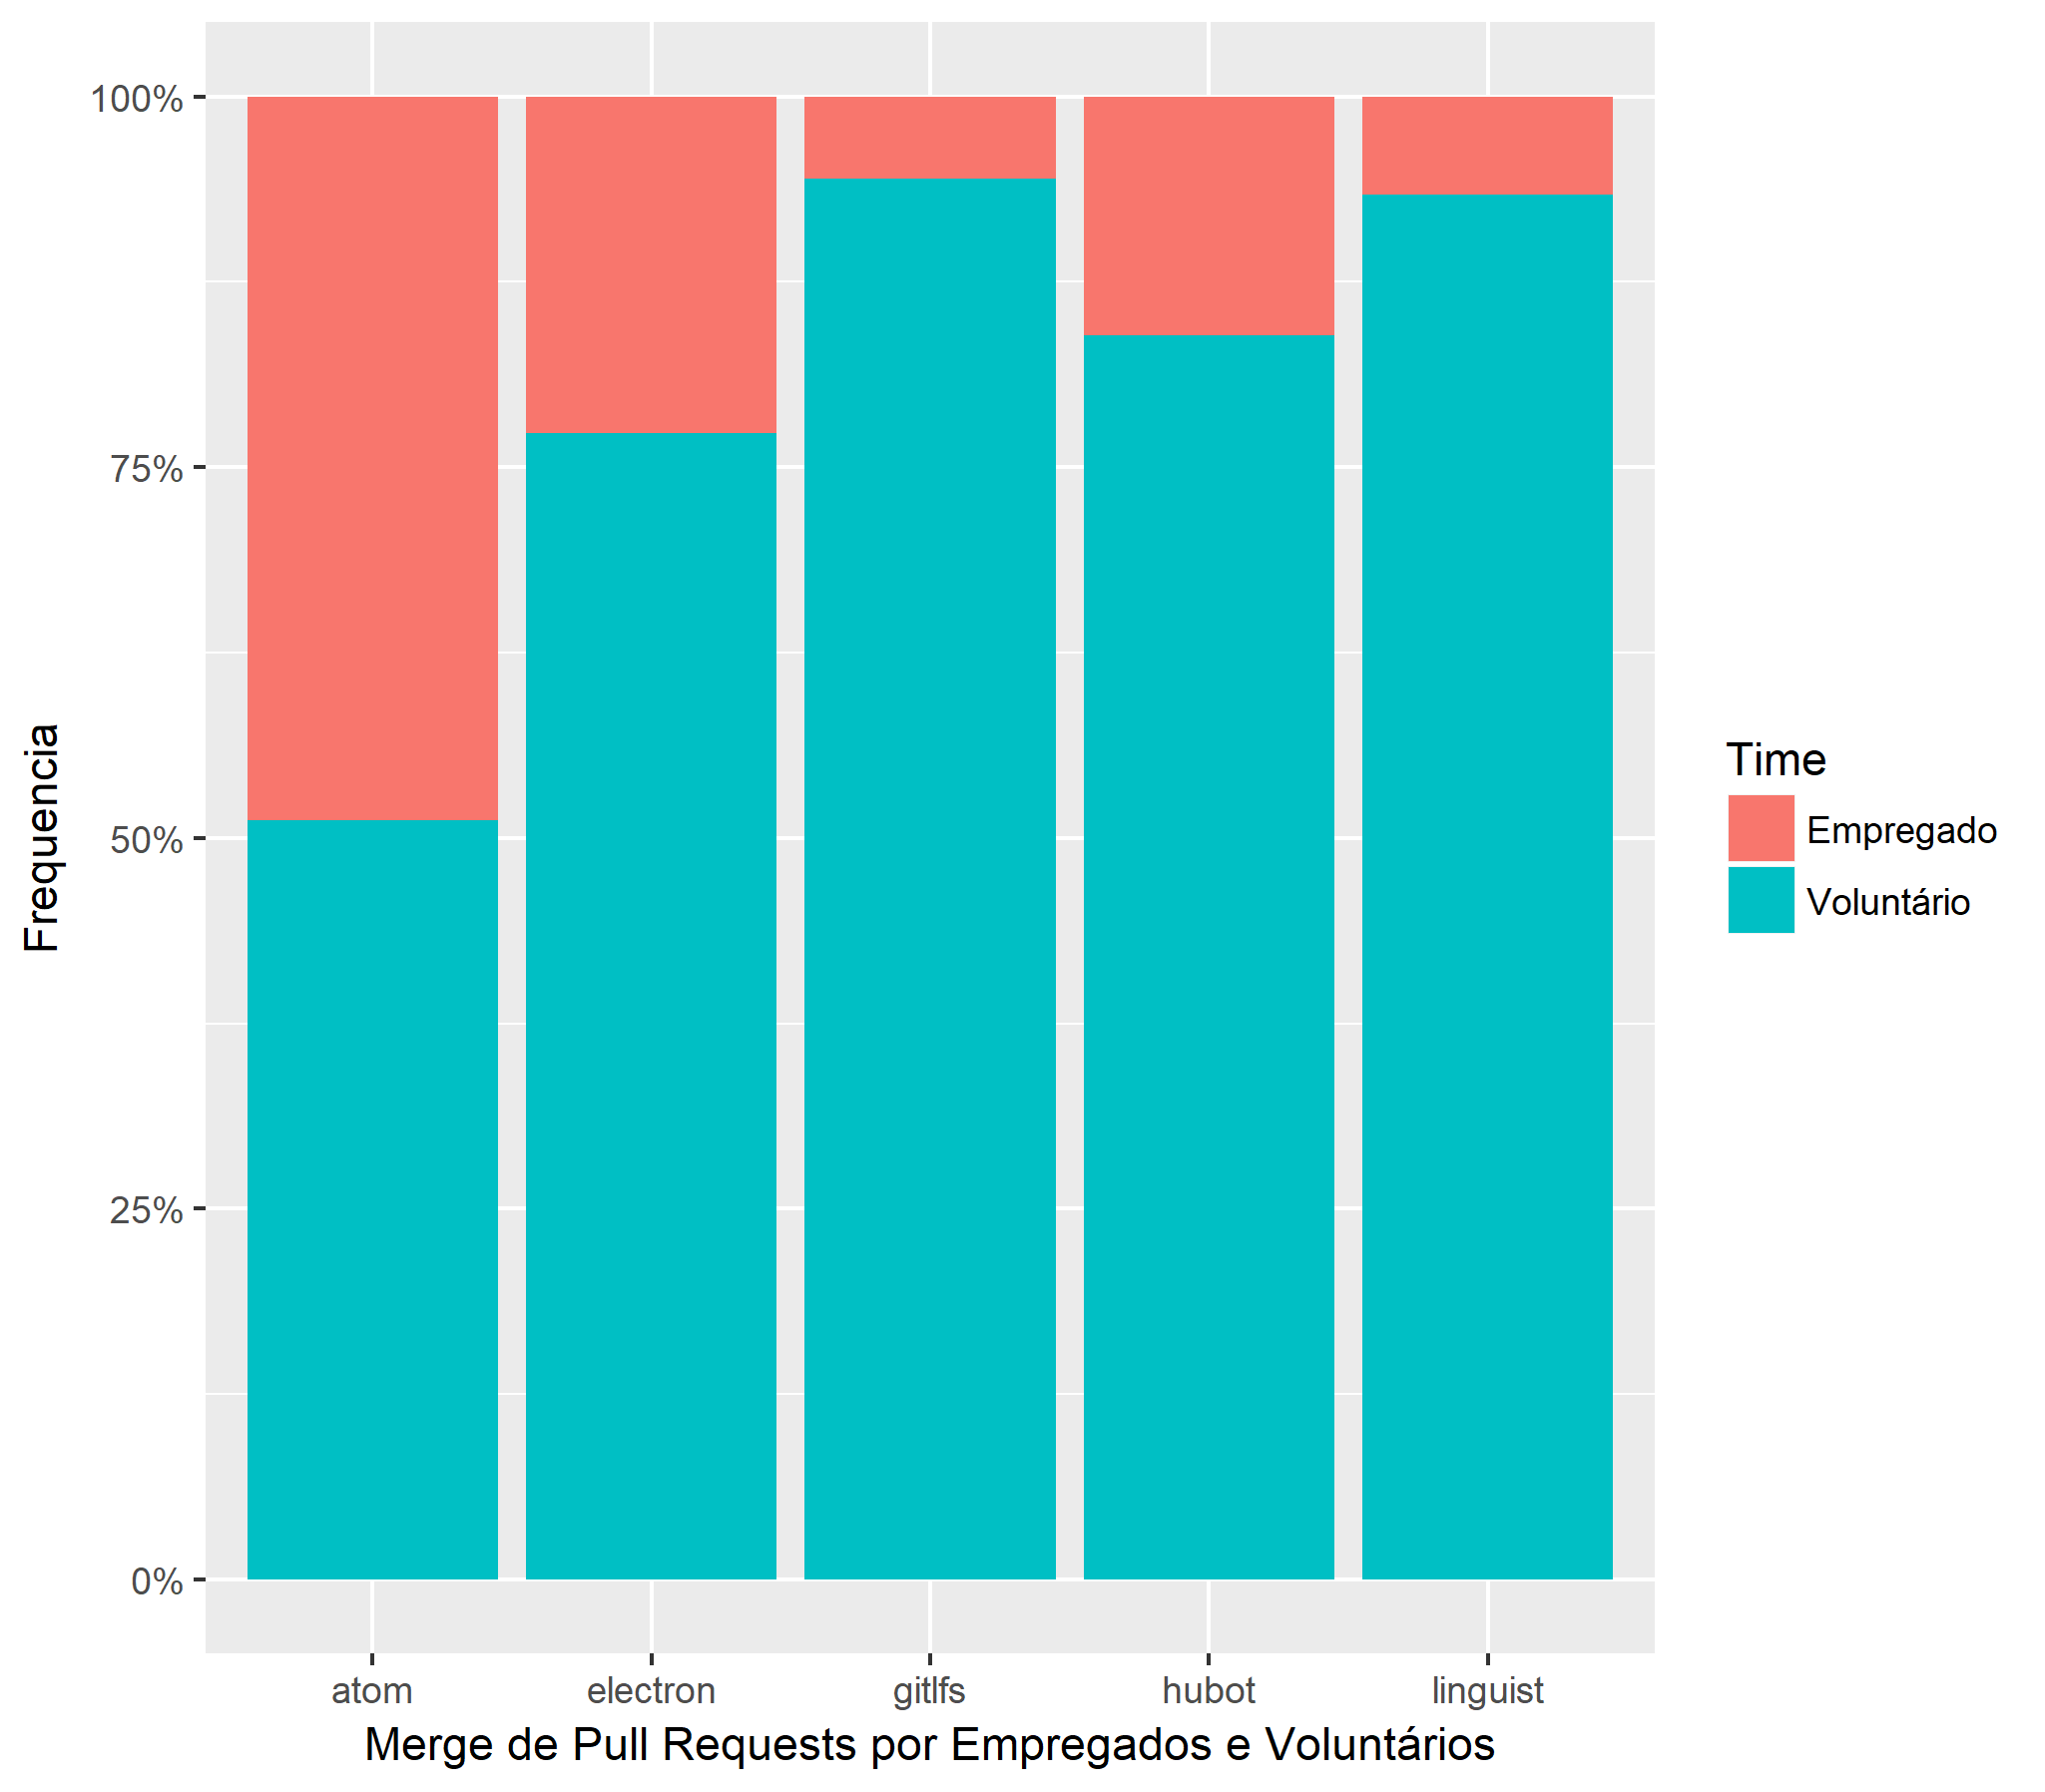 100%
75%
50%
25%
0%
Frequencia
atom electron gitlfs hubot linguist
Merge de Pull Requests por Empregados e Voluntários
Time
Empregado
Voluntário